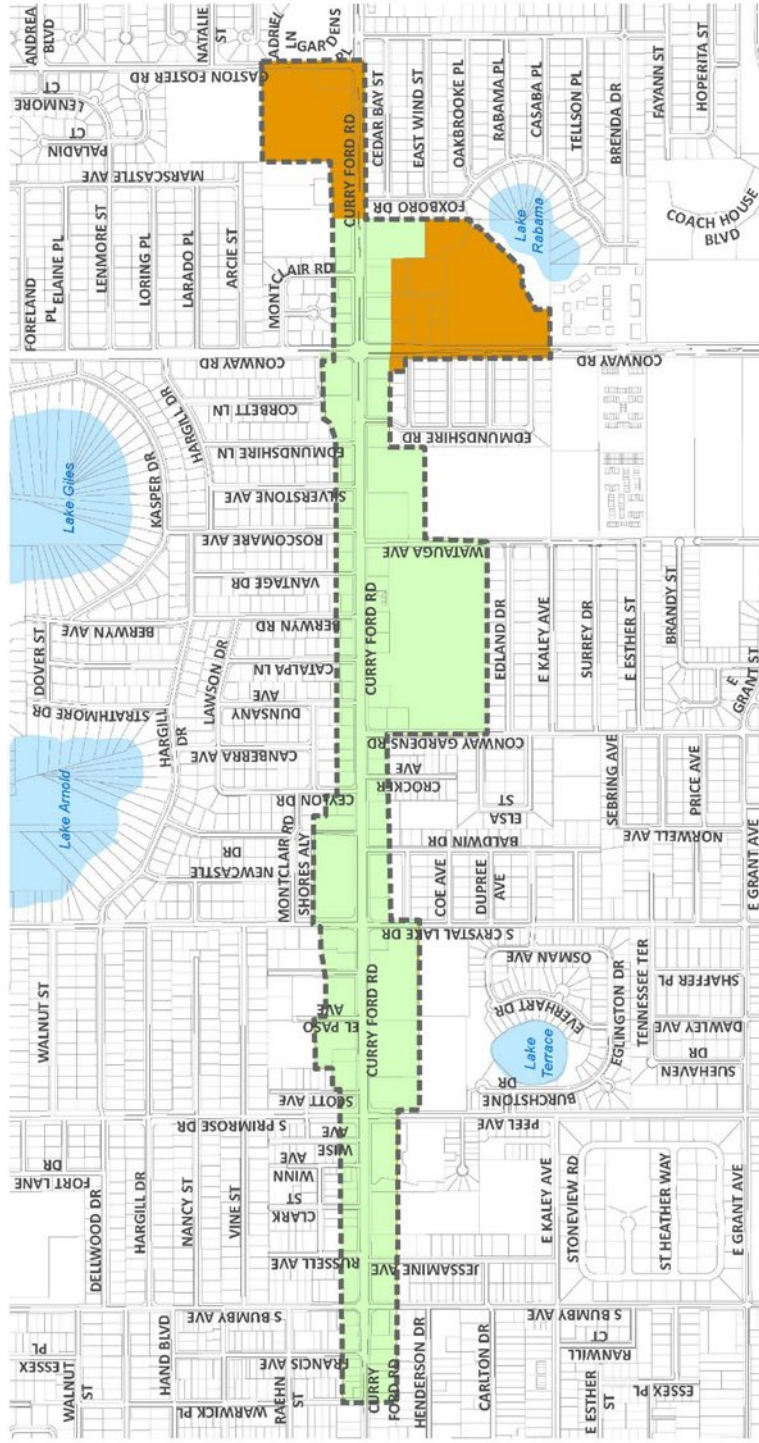 ANDREA
BLVD
NATALIE
ST
ADRIEL
LN
GARDENS
PL
GASTON FOSTER RD
LENMORE
CT
PALADIN
CT
MARSCASTLE AVE
FORELAND
PL
ELAINE PL
LENMORE ST
LORING PL
LARADO PL
ARCIE ST
MONTCLAIR RD
CURRY FORD RD
CEDAR BAY ST
EAST WIND ST
OAKBROOKE PL
RABAMA PL
CASABA PL
TELLSON PL
BRENDA DR
FAYANN ST
HOPERITA ST
FOXBORO DR
Lake
Rabama
COACH HOUSE
BLVD
CONWAY RD
CONWAY RD
HARGILL DR
CORBETT LN
EDMUNDSHIRE LN
EDMUNDSHIRE RD
Lake Giles
KASPER DR
SILVERSTONE AVE
ROSCOMARE AVE
VANTAGE DR
WATAUGA AVE
BERWYN AVE
BERWYN RD
DOVER ST
STRATHMORE DR
LAWSON DR
CATALPA LN
DUNSANY
AVE
CURRY FORD RD
EDLAND DR
E KALEY AVE
SURREY DR
E ESTHER ST
BRANDY ST
E
GRANT ST
HARGILL
DR
CANBERRA AVE
CONWAY GARDENS RD
Lake Arnold
CEYLON DR
CROCKER
AVE
ELSA
ST
SEBRING AVE
PRICE AVE
NEWCASTLE
DR
MONTCLAIR RD
SHORES ALY
BALDWIN DR
NORWELL AVE
COE AVE
DUPREE
AVE
E GRANT AVE
S CRYSTAL LAKE DR
WALNUT ST
EL PASO
AVE
CURRY FORD RD
OSMAN AVE
EVERHART DR
Lake
Terrace
EGLINGTON DR
TENNESSEE TER
SHAFFER PL
DAWLEY AVE
SUEHAVEN
DR
BURCHSTONE
DR
SCOTT AVE
S PRIMROSE DR
WISE
AVE
WINN
AVE
CLARK
ST
PEEL AVE
FORT LANE
DR
DELLWOOD DR
HARGILL DR
NANCY ST
VINE ST
RUSSELL AVE
JESSAMINE AVE
E KALEY AVE
STONEVIEW RD
ST HEATHER WAY
E GRANT AVE
S BUMBY AVE
S BUMBY AVE
ESSEX
PL
WALNUT
ST
HAND BLVD
WARWICK PL
FRANCIS AVE
RAEHN
ST
CURRY
FORD RD
HENDERSON DR
CARLTON DR
RANWILL
CT
E ESTHER
ST
ESSEX PL